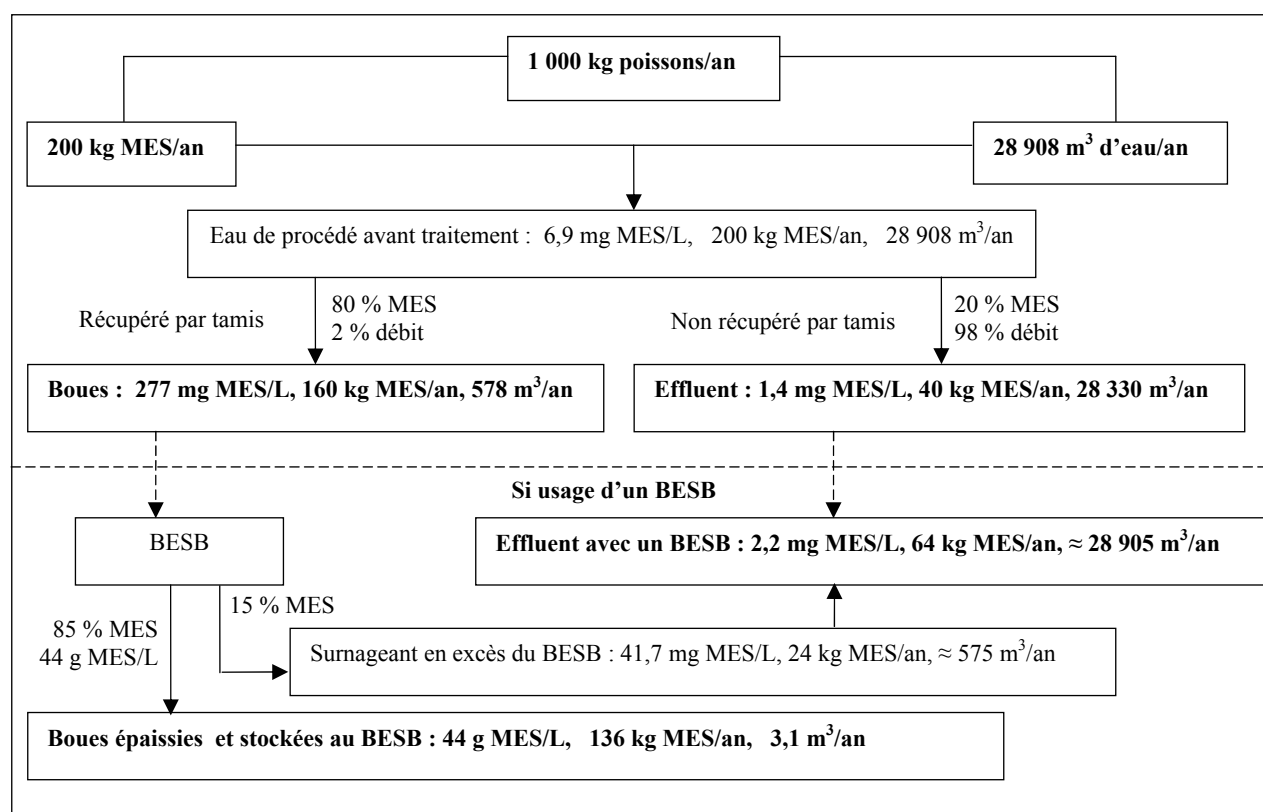 1 000 kg poissons/an
200 kg MES/an
28 908 m³ d’eau/an
Eau de procédé avant traitement : 6,9 mg MES/L, 200 kg MES/an, 28 908 m³/an
Récupéré par tamis
80 % MES
2 % débit
Non récupéré par tamis
20 % MES
98 % débit
Boues : 277 mg MES/L, 160 kg MES/an, 578 m³/an
Effluent : 1,4 mg MES/L, 40 kg MES/an, 28 330 m³/an
Si usage d’un BESB
BESB
Effluent avec un BESB : 2,2 mg MES/L, 64 kg MES/an, ≈ 28 905 m³/an
15 % MES
85 % MES
44 g MES/L
Surnageant en excès du BESB : 41,7 mg MES/L, 24 kg MES/an, ≈ 575 m³/an
Boues épaissies et stockées au BESB : 44 g MES/L, 136 kg MES/an, 3,1 m³/an